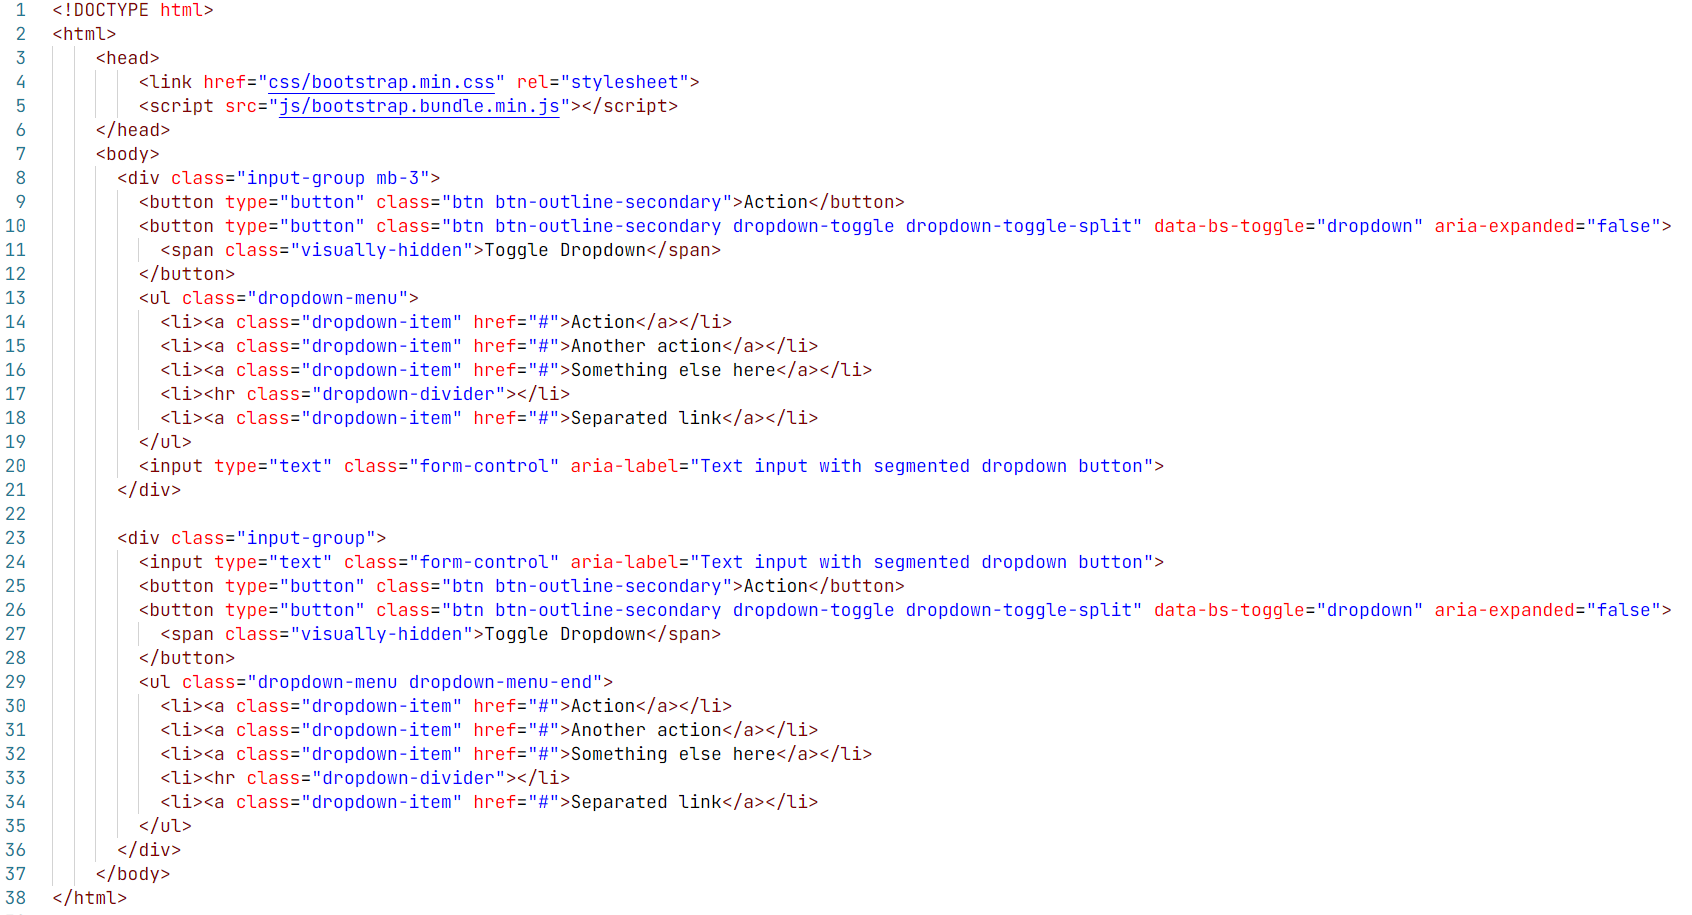 1 <!DOCTYPE html>
2 <html>
3     <head>
4         <link href="css/bootstrap.min.css" rel="stylesheet">
5         <script src="js/bootstrap.bundle.min.js"></script>
6     </head>
7     <body>
8       <div class="input-group mb-3">
9         <button type="button" class="btn btn-outline-secondary">Action</button>
10         <button type="button" class="btn btn-outline-secondary dropdown-toggle dropdown-toggle-split" data-bs-toggle="dropdown" aria-expanded="false">
11           <span class="visually-hidden">Toggle Dropdown</span>
12         </button>
13         <ul class="dropdown-menu">
14           <li><a class="dropdown-item" href="#">Action</a></li>
15           <li><a class="dropdown-item" href="#">Another action</a></li>
16           <li><a class="dropdown-item" href="#">Something else here</a></li>
17           <li><hr class="dropdown-divider"></li>
18           <li><a class="dropdown-item" href="#">Separated link</a></li>
19         </ul>
20         <input type="text" class="form-control" aria-label="Text input with segmented dropdown button">
21       </div>
22
23       <div class="input-group">
24         <input type="text" class="form-control" aria-label="Text input with segmented dropdown button">
25         <button type="button" class="btn btn-outline-secondary">Action</button>
26         <button type="button" class="btn btn-outline-secondary dropdown-toggle dropdown-toggle-split" data-bs-toggle="dropdown" aria-expanded="false">
27           <span class="visually-hidden">Toggle Dropdown</span>
28         </button>
29         <ul class="dropdown-menu dropdown-menu-end">
30           <li><a class="dropdown-item" href="#">Action</a></li>
31           <li><a class="dropdown-item" href="#">Another action</a></li>
32           <li><a class="dropdown-item" href="#">Something else here</a></li>
33           <li><hr class="dropdown-divider"></li>
34           <li><a class="dropdown-item" href="#">Separated link</a></li>
35         </ul>
36       </div>
37     </body>
38 </html>